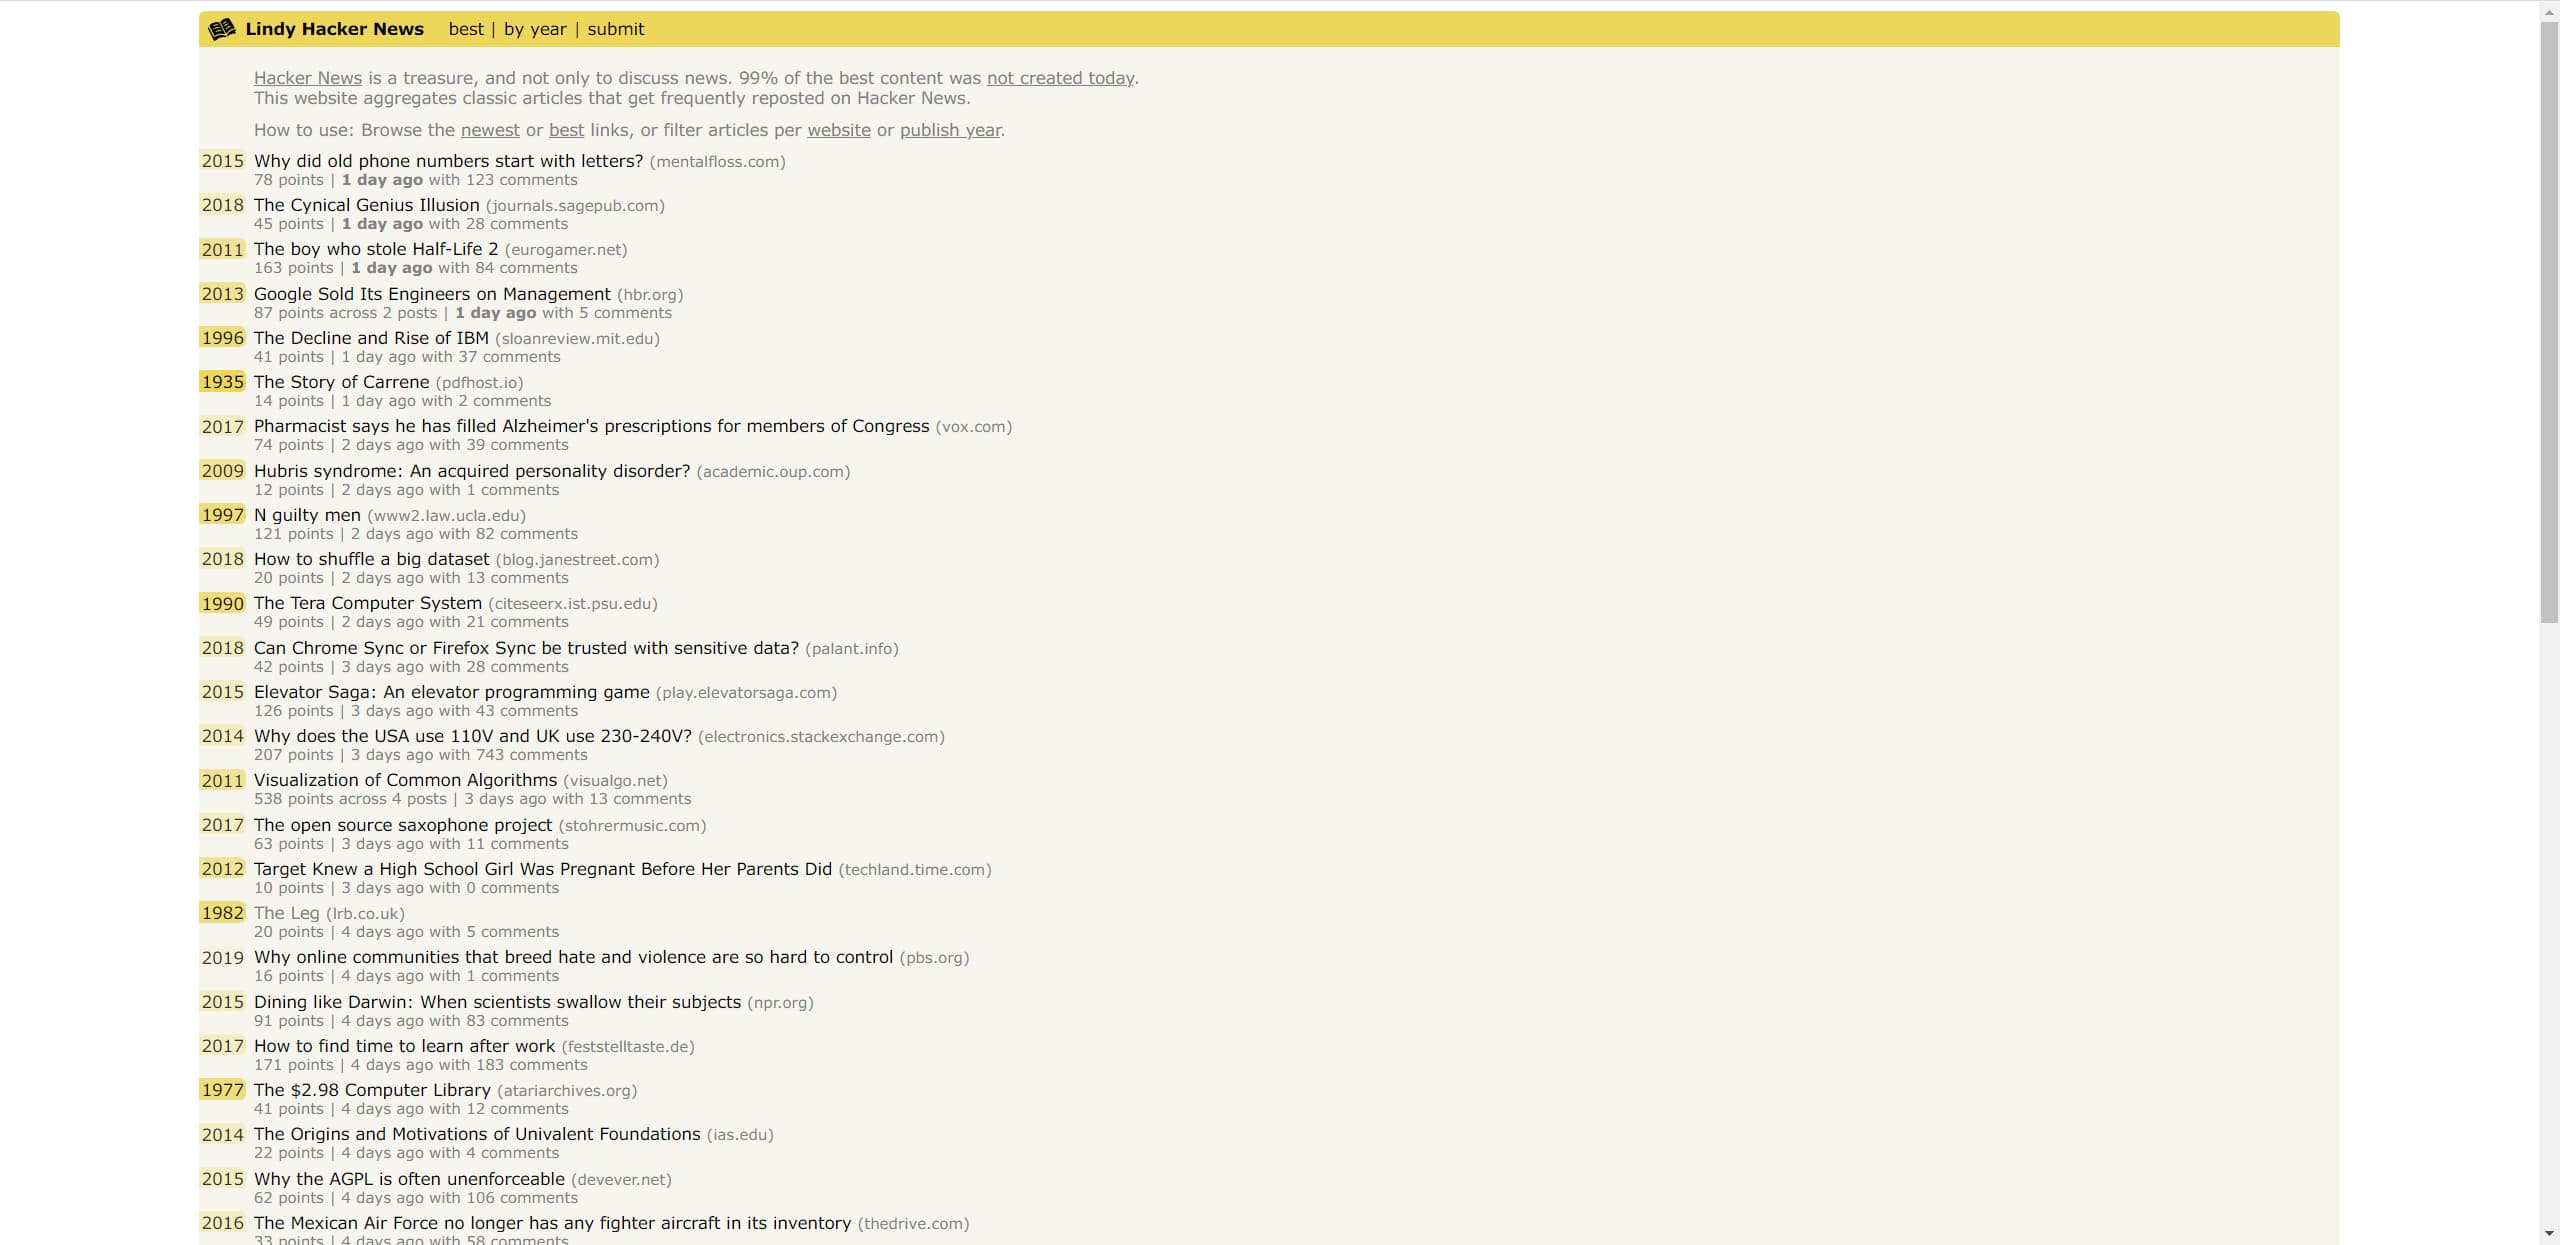 Lindy Hacker News best | by year | submit
Hacker News is a treasure, and not only to discuss news. 99% of the best content was not created today.
This website aggregates classic articles that get frequently reposted on Hacker News.
How to use: Browse the newest or best links, or filter articles per website or publish year.
2015 Why did old phone numbers start with letters? (mentalfloss.com)
78 points | 1 day ago with 123 comments
2018 The Cynical Genius Illusion (journals.sagepub.com)
45 points | 1 day ago with 28 comments
2011 The boy who stole Half-Life 2 (eurogamer.net)
163 points | 1 day ago with 84 comments
2013 Google Sold Its Engineers on Management (hbr.org)
87 points across 2 posts | 1 day ago with 5 comments
1996 The Decline and Rise of IBM (sloanreview.mit.edu)
41 points | 1 day ago with 37 comments
1935 The Story of Carrene (pdfhost.io)
14 points | 1 day ago with 2 comments
2017 Pharmacist says he has filled Alzheimer's prescriptions for members of Congress (vox.com)
74 points | 2 days ago with 39 comments
2009 Hubris syndrome: An acquired personality disorder? (academic.oup.com)
12 points | 2 days ago with 1 comments
1997 N guilty men (www2.law.ucla.edu)
121 points | 2 days ago with 82 comments
2018 How to shuffle a big dataset (blog.janestreet.com)
20 points | 2 days ago with 13 comments
1990 The Tera Computer System (citeseerx.ist.psu.edu)
49 points | 2 days ago with 21 comments
2018 Can Chrome Sync or Firefox Sync be trusted with sensitive data? (palant.info)
42 points | 3 days ago with 28 comments
2015 Elevator Saga: An elevator programming game (play.elevatorsaga.com)
126 points | 3 days ago with 43 comments
2014 Why does the USA use 110V and UK use 230-240V? (electronics.stackexchange.com)
207 points | 3 days ago with 743 comments
2011 Visualization of Common Algorithms (visualgo.net)
538 points across 4 posts | 3 days ago with 13 comments
2017 The open source saxophone project (stohrermusic.com)
63 points | 3 days ago with 11 comments
2012 Target Knew a High School Girl Was Pregnant Before Her Parents Did (techland.time.com)
10 points | 3 days ago with 0 comments
1982 The Leg (lrb.co.uk)
20 points | 4 days ago with 5 comments
2019 Why online communities that breed hate and violence are so hard to control (pbs.org)
16 points | 4 days ago with 1 comments
2015 Dining like Darwin: When scientists swallow their subjects (npr.org)
91 points | 4 days ago with 83 comments
2017 How to find time to learn after work (feststelltaste.de)
171 points | 4 days ago with 183 comments
1977 The $2.98 Computer Library (atariarchives.org)
41 points | 4 days ago with 12 comments
2014 The Origins and Motivations of Univalent Foundations (ias.edu)
22 points | 4 days ago with 4 comments
2015 Why the AGPL is often unenforceable (devever.net)
62 points | 4 days ago with 106 comments
2016 The Mexican Air Force no longer has any fighter aircraft in its inventory (thedrive.com)
33 points | 4 days ago with 58 comments